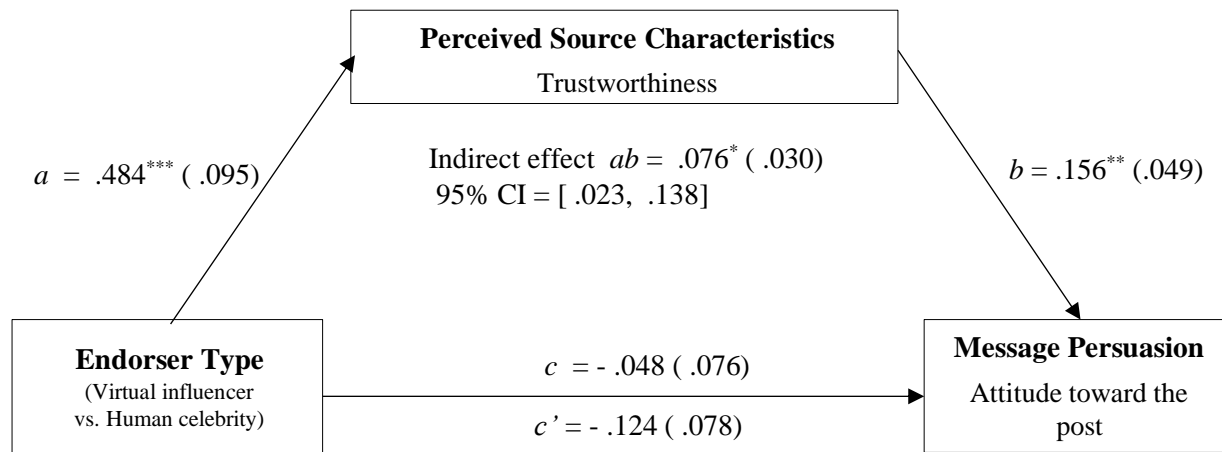 Perceived Source Characteristics
Trustworthiness
a = .484*** ( .095)
Indirect effect ab = .076* ( .030)
95% CI = [ .023, .138]
b = .156** (.049)
Endorser Type
(Virtual influencer
vs. Human celebrity)
c = - .048 ( .076)
c’ = - .124 ( .078)
Message Persuasion
Attitude toward the
post